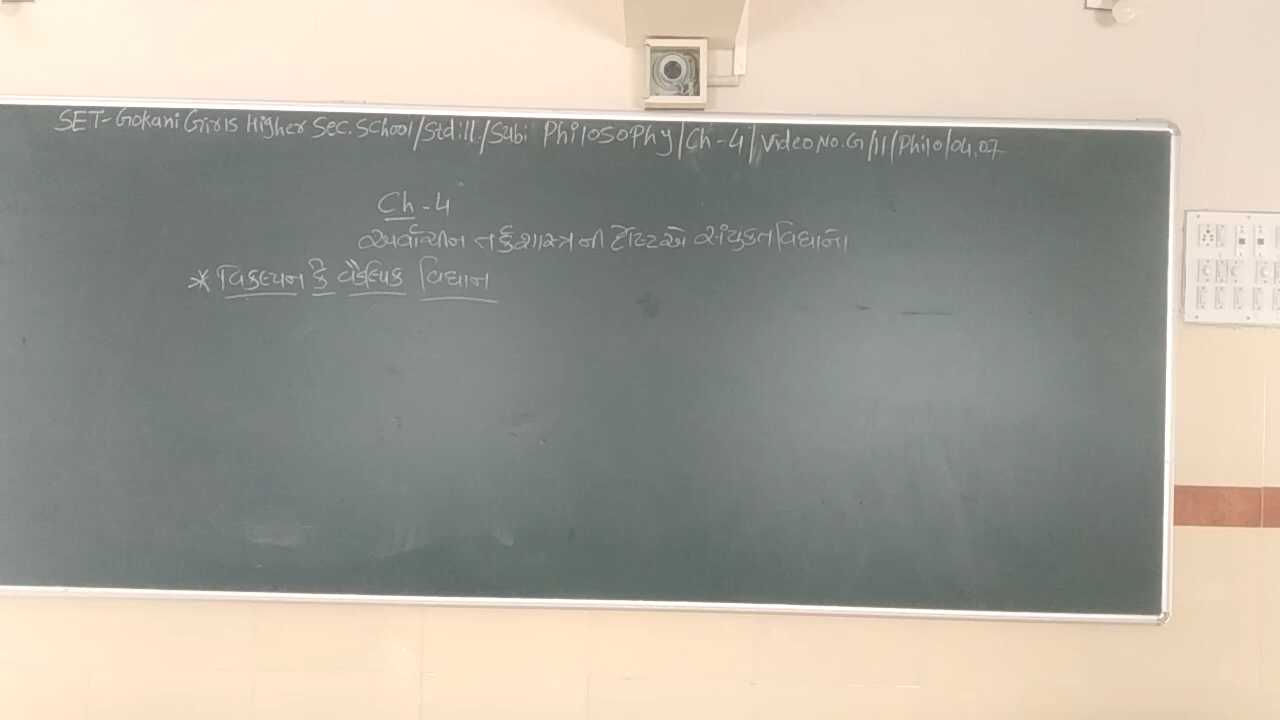 SET-Gokani Girls Higher Sec. School/Std:11./Sub: Philosophy/Ch-4/Video No. G/11/Philo/04.07
Ch-4
અર્વાચીન તર્કશાસ્ત્રની દૃષ્ટિએ સંયુક્ત વિધાનો
* વિકલ્પન કે વૈકલ્પિક વિધાન